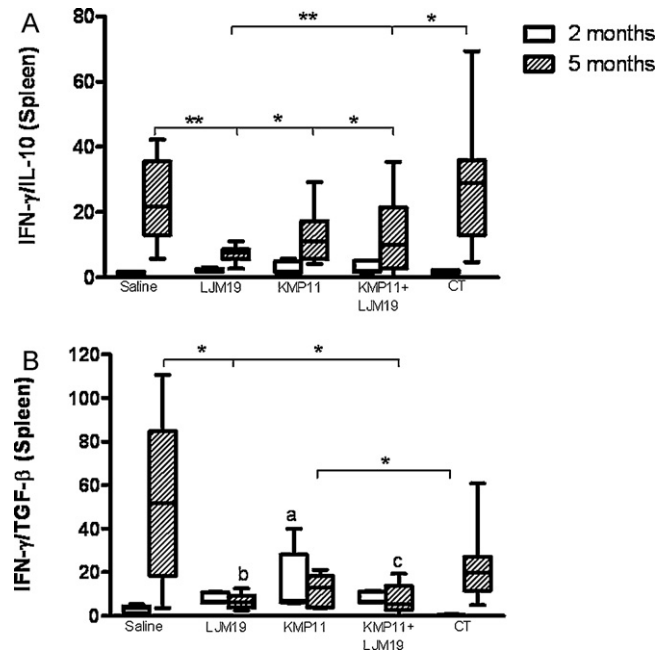 A
80
60
40
20
0
IFN-γ/IL-10 (Spleen)
** *
** * *
2 months
5 months
Saline LJM19 KMP11 KMP11+ CT
LJM19
B
120
100
80
60
40
20
0
IFN-γ/TGF-β (Spleen)
* *
*
a
b c
Saline LJM19 KMP11 KMP11+ CT
LJM19